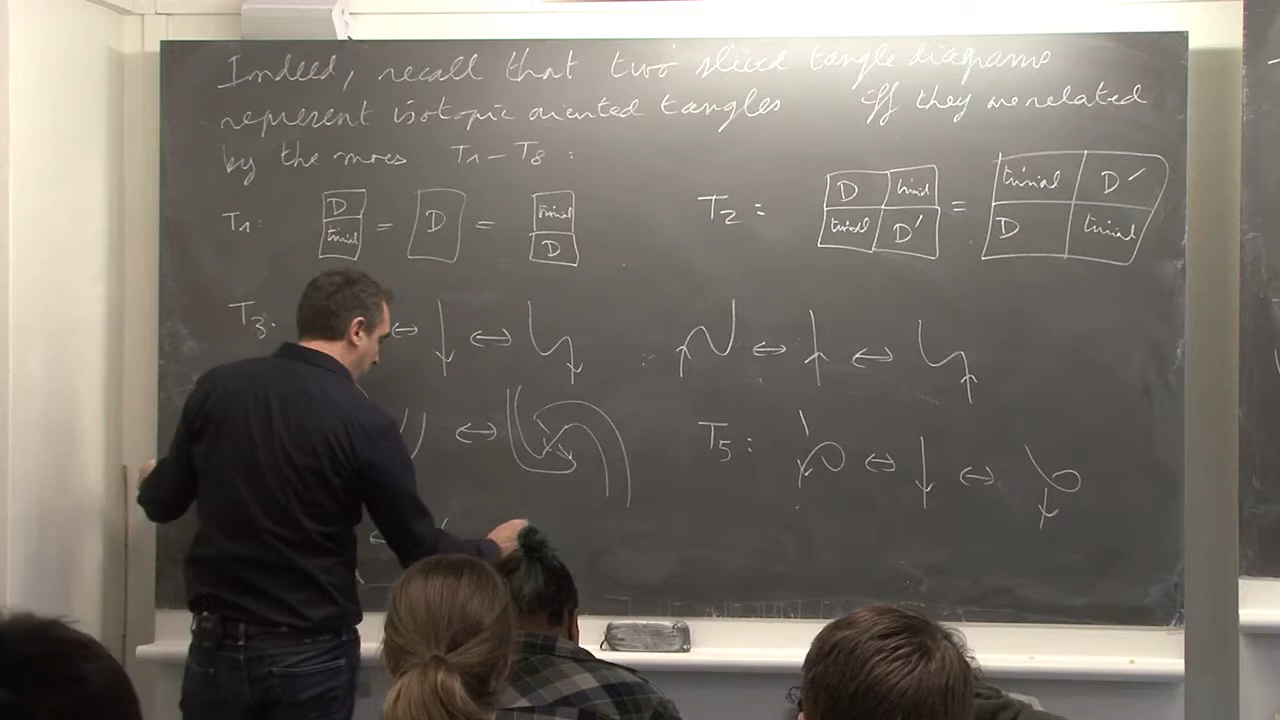 Indeed, recall that two sliced tangle diagrams
represent isotopic oriented tangles iff they are related
by the moves T1 - T8 :
T1: D trivial = D = trivial D T2: D trivial trivial D' = trivial D' D trivial
T3: ↔ ↔ ↔ ↔
↔ T5: ↔ ↔